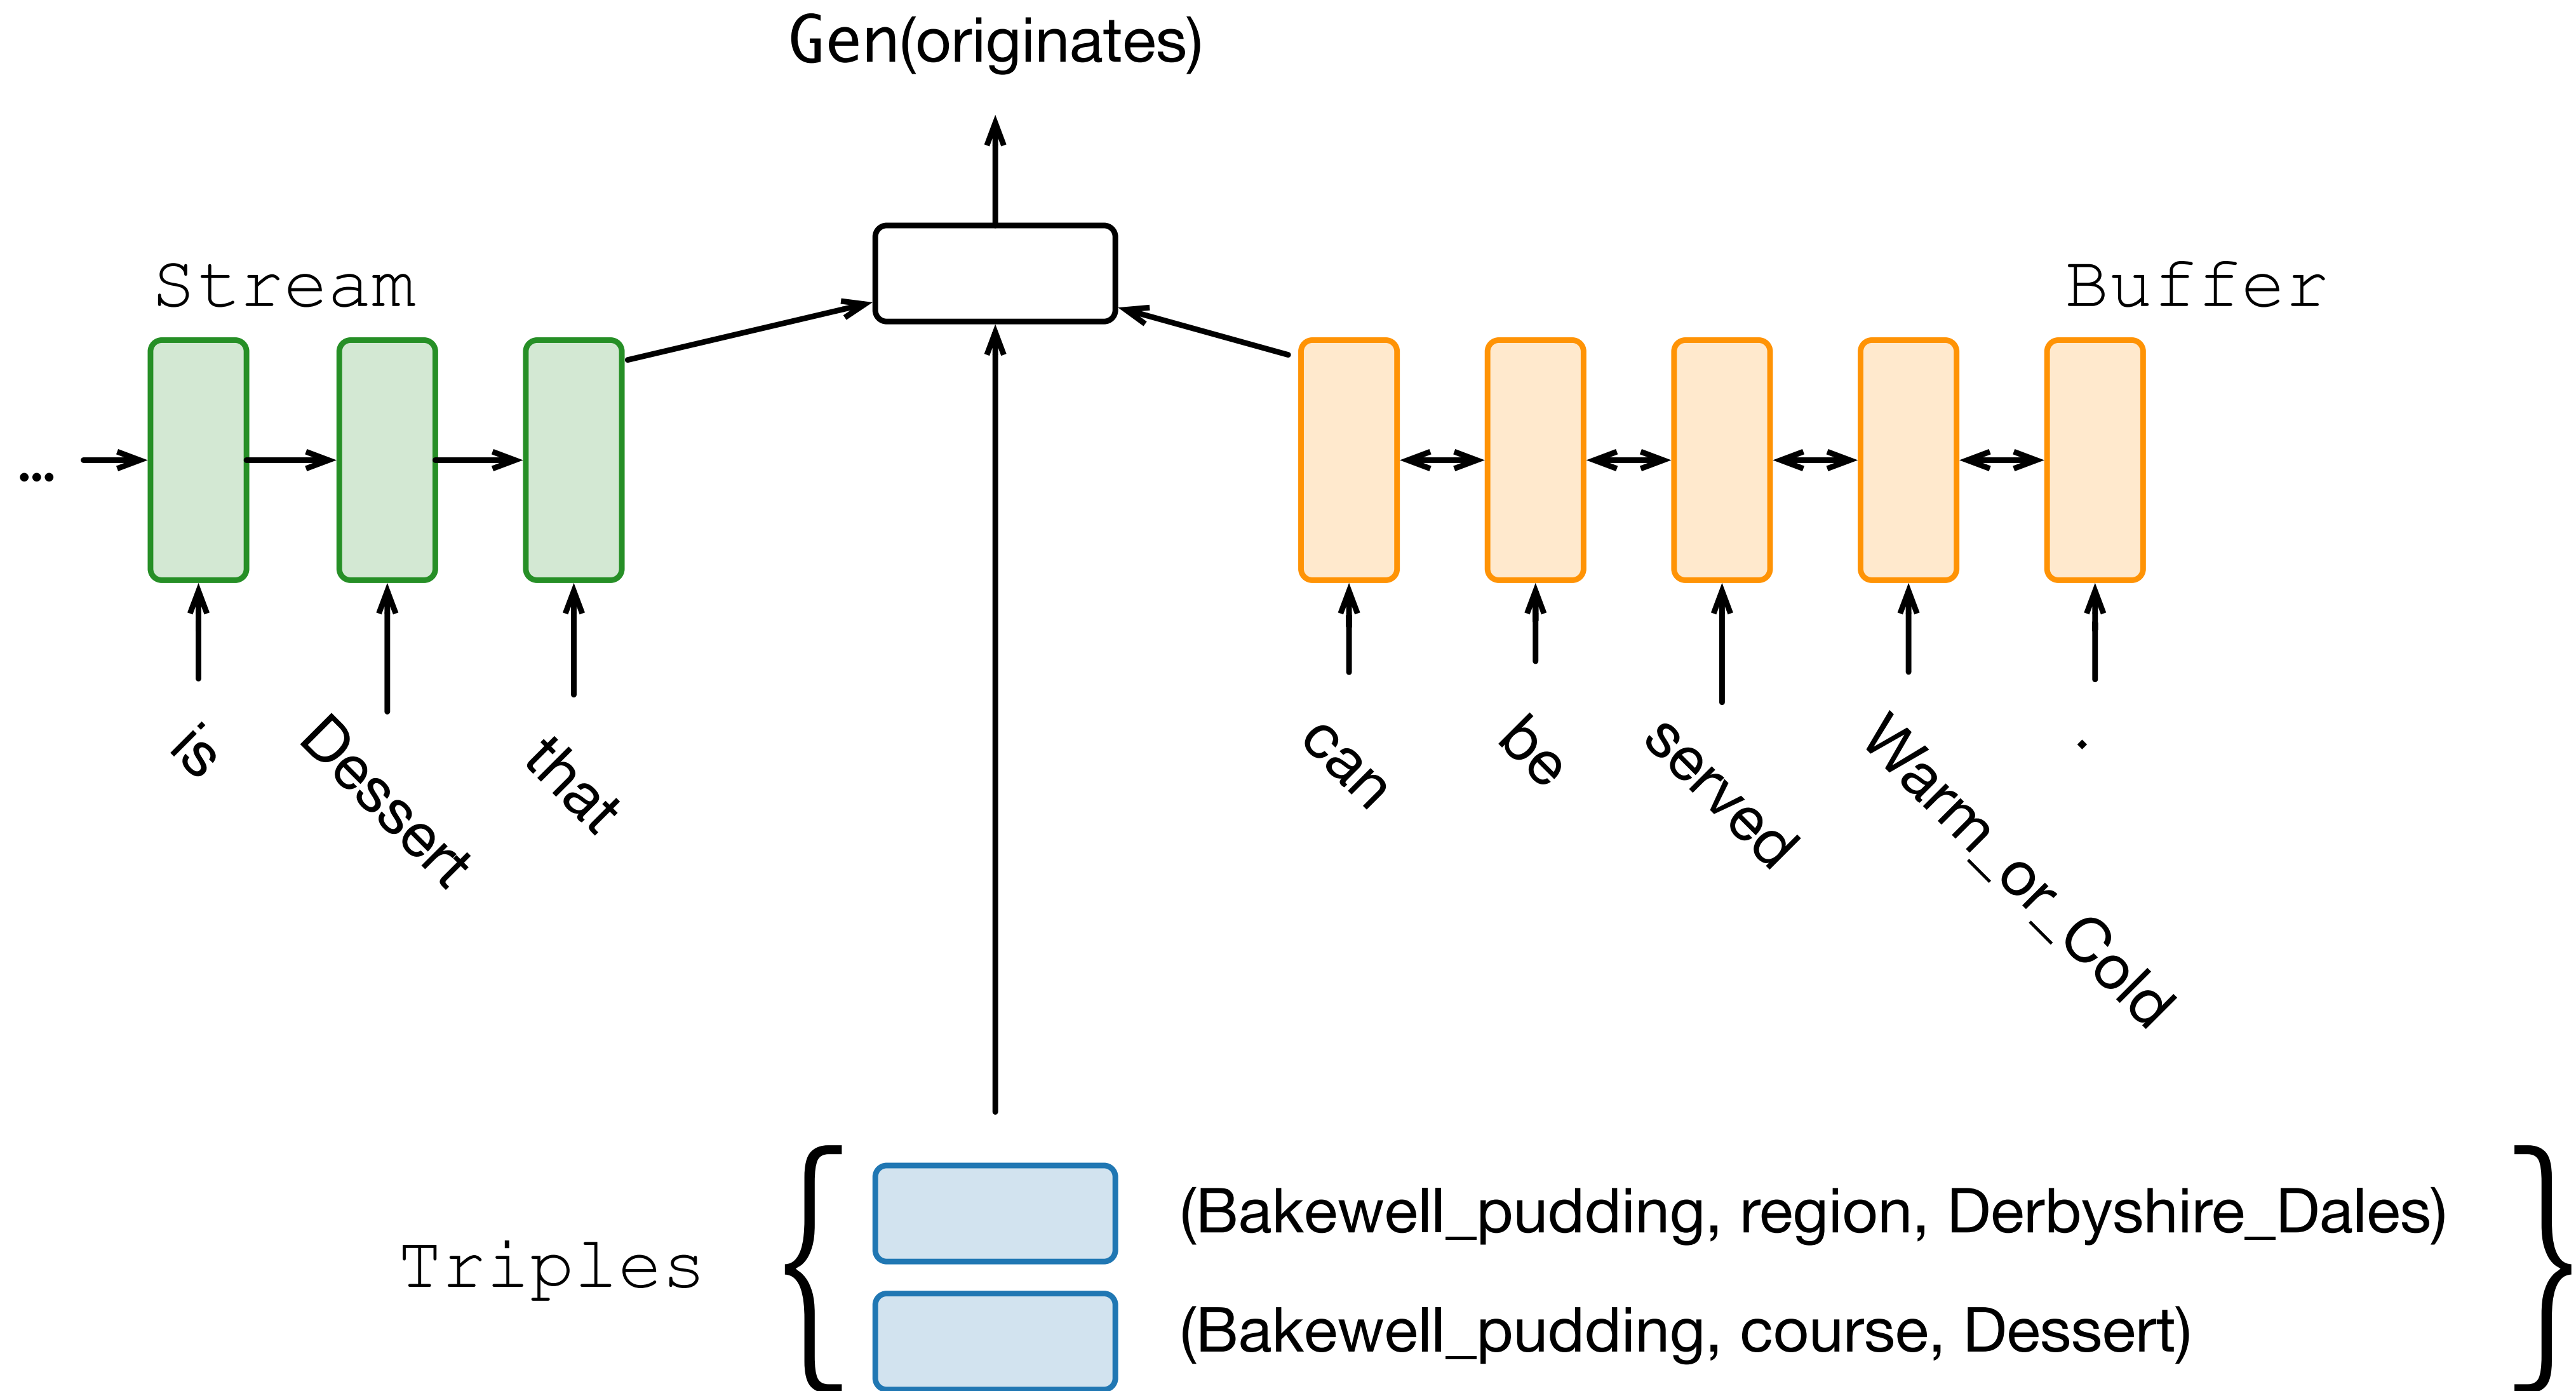 Gen(originates)
Stream
Buffer
...
is
Dessert
that
can
be
served
Warm_or_Cold
.
Triples
{
(Bakewell_pudding, region, Derbyshire_Dales)
(Bakewell_pudding, course, Dessert)
}